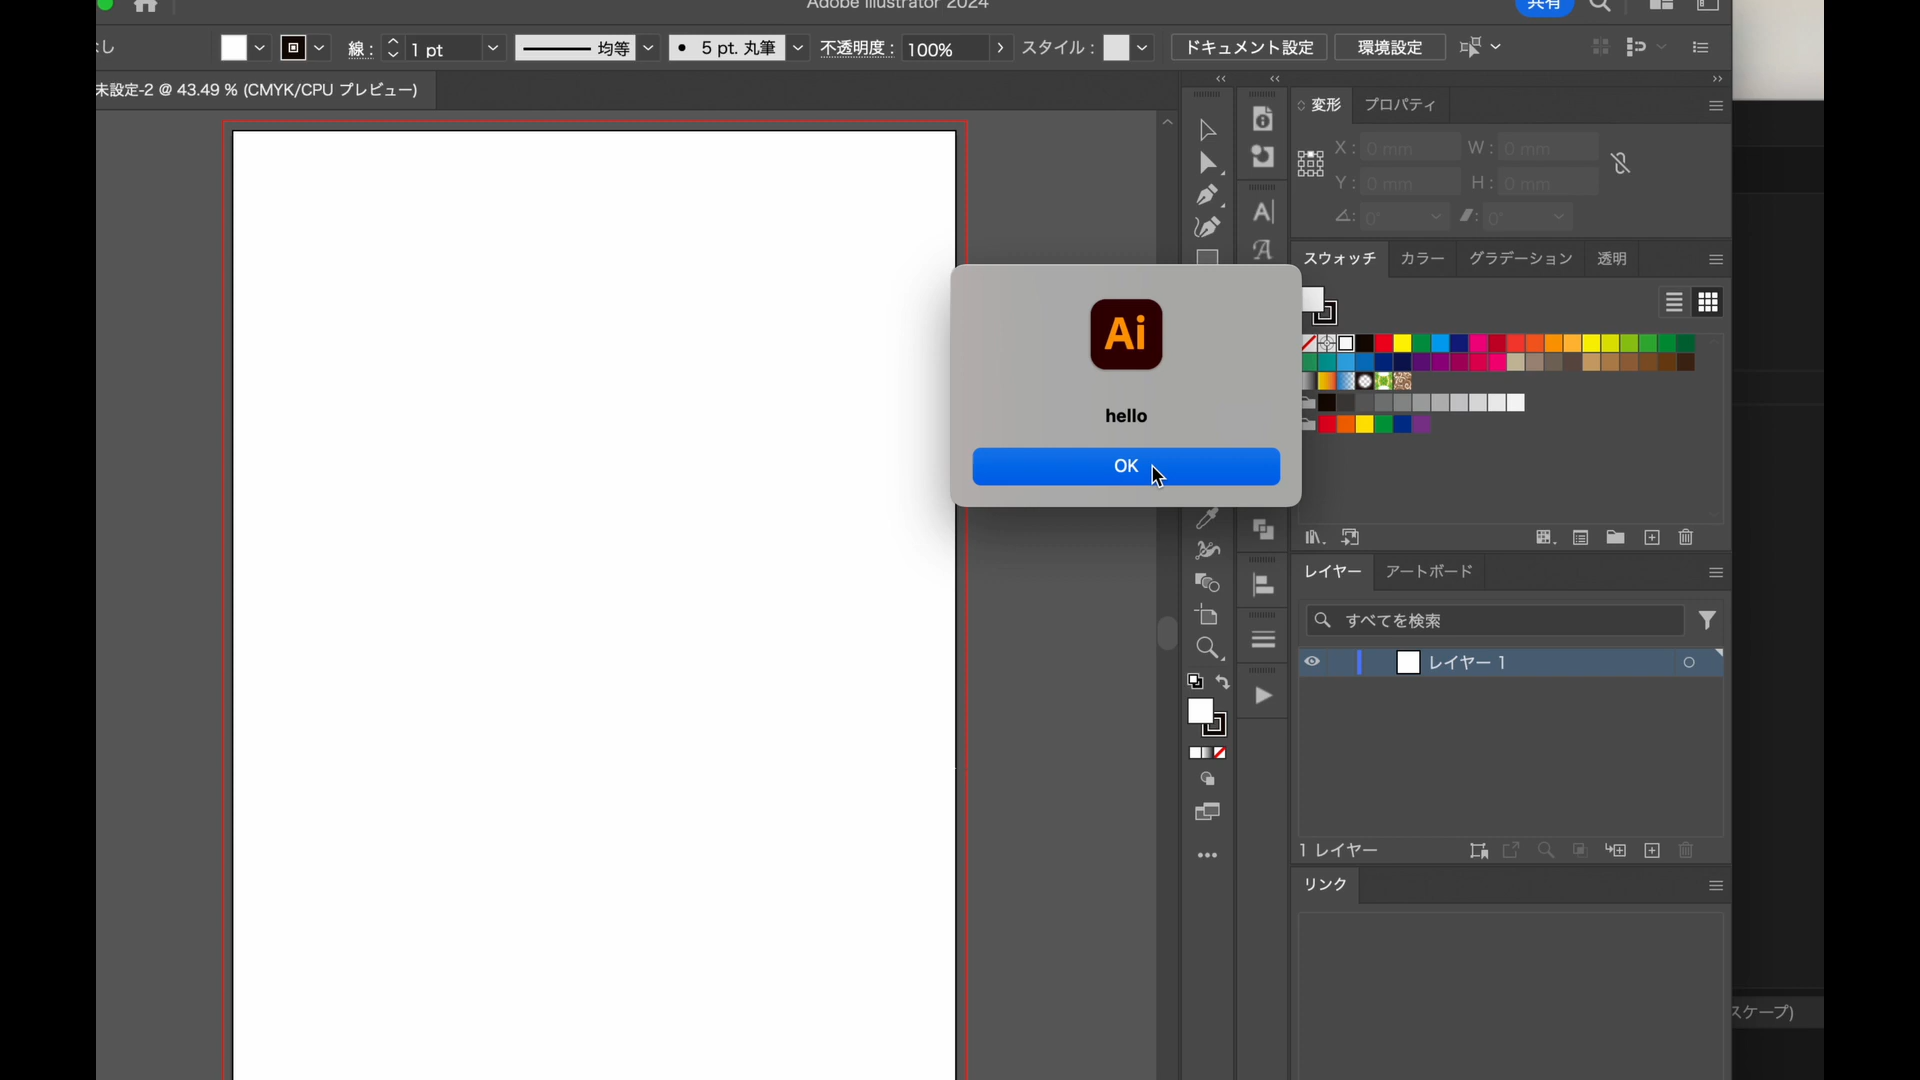 Adobe Illustrator 2024
共有
なし
線 :
1 pt
均等
5 pt. 丸筆
不透明度 :
100%
スタイル :
ドキュメント設定
環境設定
未設定-2 @ 43.49 % (CMYK/CPU プレビュー)
変形
プロパティ
X :
0 mm
W :
0 mm
Y :
0 mm
H :
0 mm
0°
0°
スウォッチ
カラー
グラデーション
透明
Ai
hello
OK
レイヤー
アートボード
すべてを検索
レイヤー 1
1 レイヤー
リンク
スケープ)